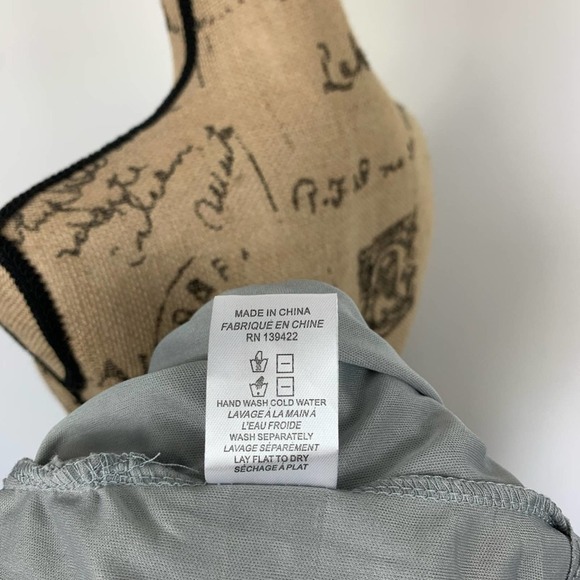 R.F.D
MADE IN CHINA
FABRIQUÉ EN CHINE
RN 139422
HAND WASH COLD WATER
LAVAGE À LA MAIN À
L'EAU FROIDE
WASH SEPARATELY
LAVAGE SÉPARÉMENT
LAY FLAT TO DRY
SÉCHAGE À PLAT